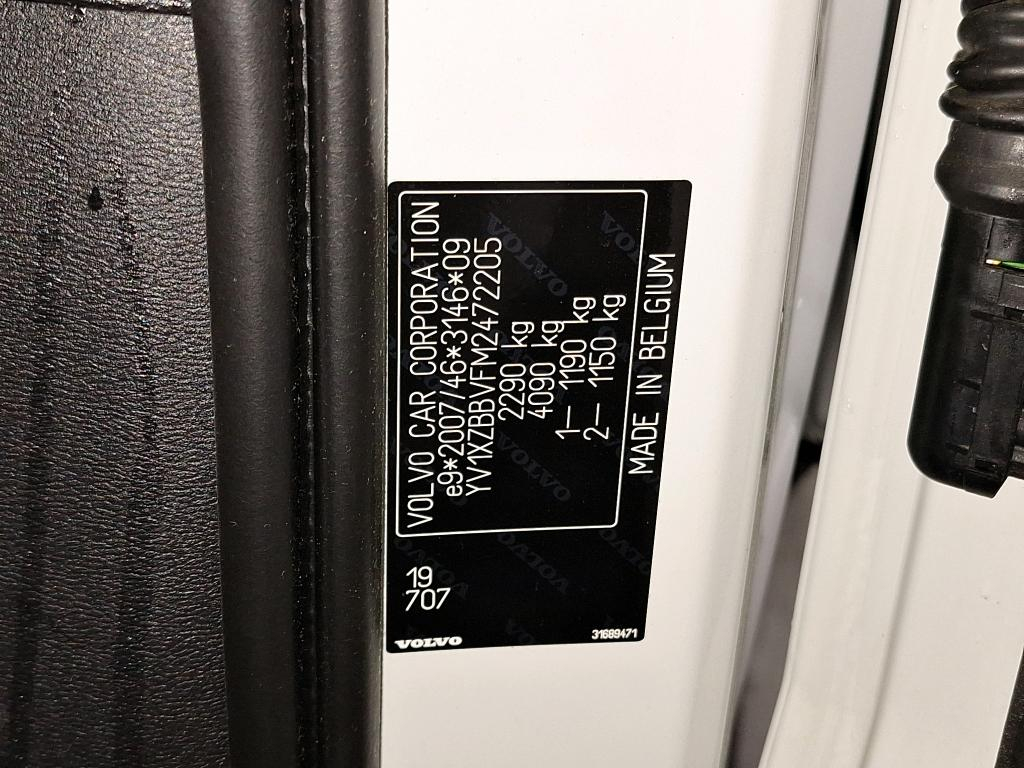 VOLVO CAR CORPORATION
e9*2007/46*3146*09
YV1XZBBVFM2472205
2290 kg
4090 kg
1– 1190 kg
2– 1150 kg
MADE IN BELGIUM
19
707
VOLVO
31689471